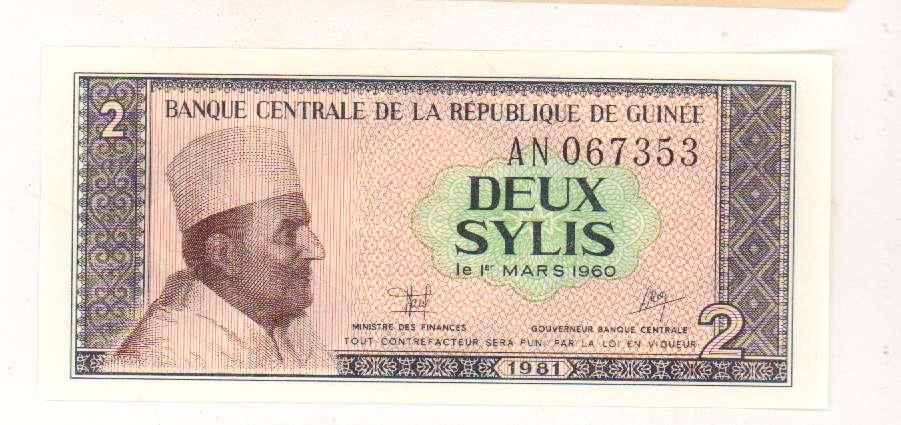 BANQUE CENTRALE DE LA RÉPUBLIQUE DE GUINÉE
2
AN 067353
DEUX
SYLIS
le 1er MARS 1960
MINISTRE DES FINANCES
GOUVERNEUR BANQUE CENTRALE
TOUT CONTREFACTEUR SERA PUNI PAR LA LOI EN VIGUEUR
2
1981